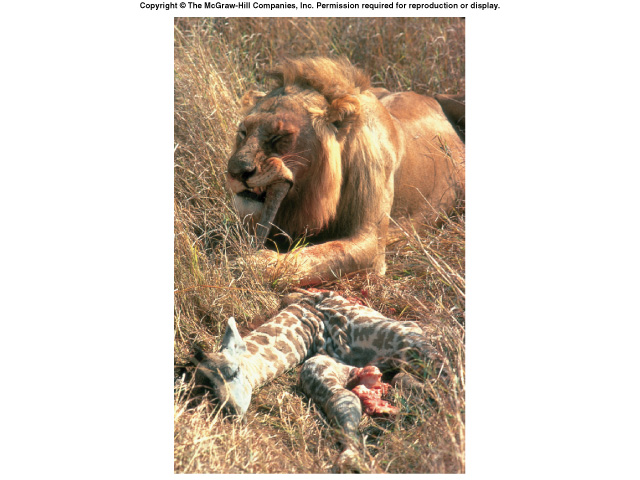 Copyright © The McGraw-Hill Companies, Inc. Permission required for reproduction or display.